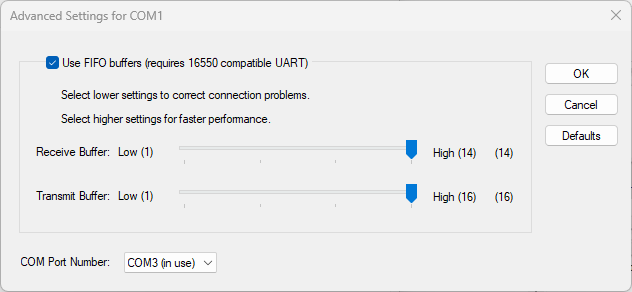 Advanced Settings for COM1
Use FIFO buffers (requires 16550 compatible UART)
OK
Select lower settings to correct connection problems.
Cancel
Select higher settings for faster performance.
Defaults
Receive Buffer: Low (1) High (14) (14)
Transmit Buffer: Low (1) High (16) (16)
COM Port Number: COM3 (in use)